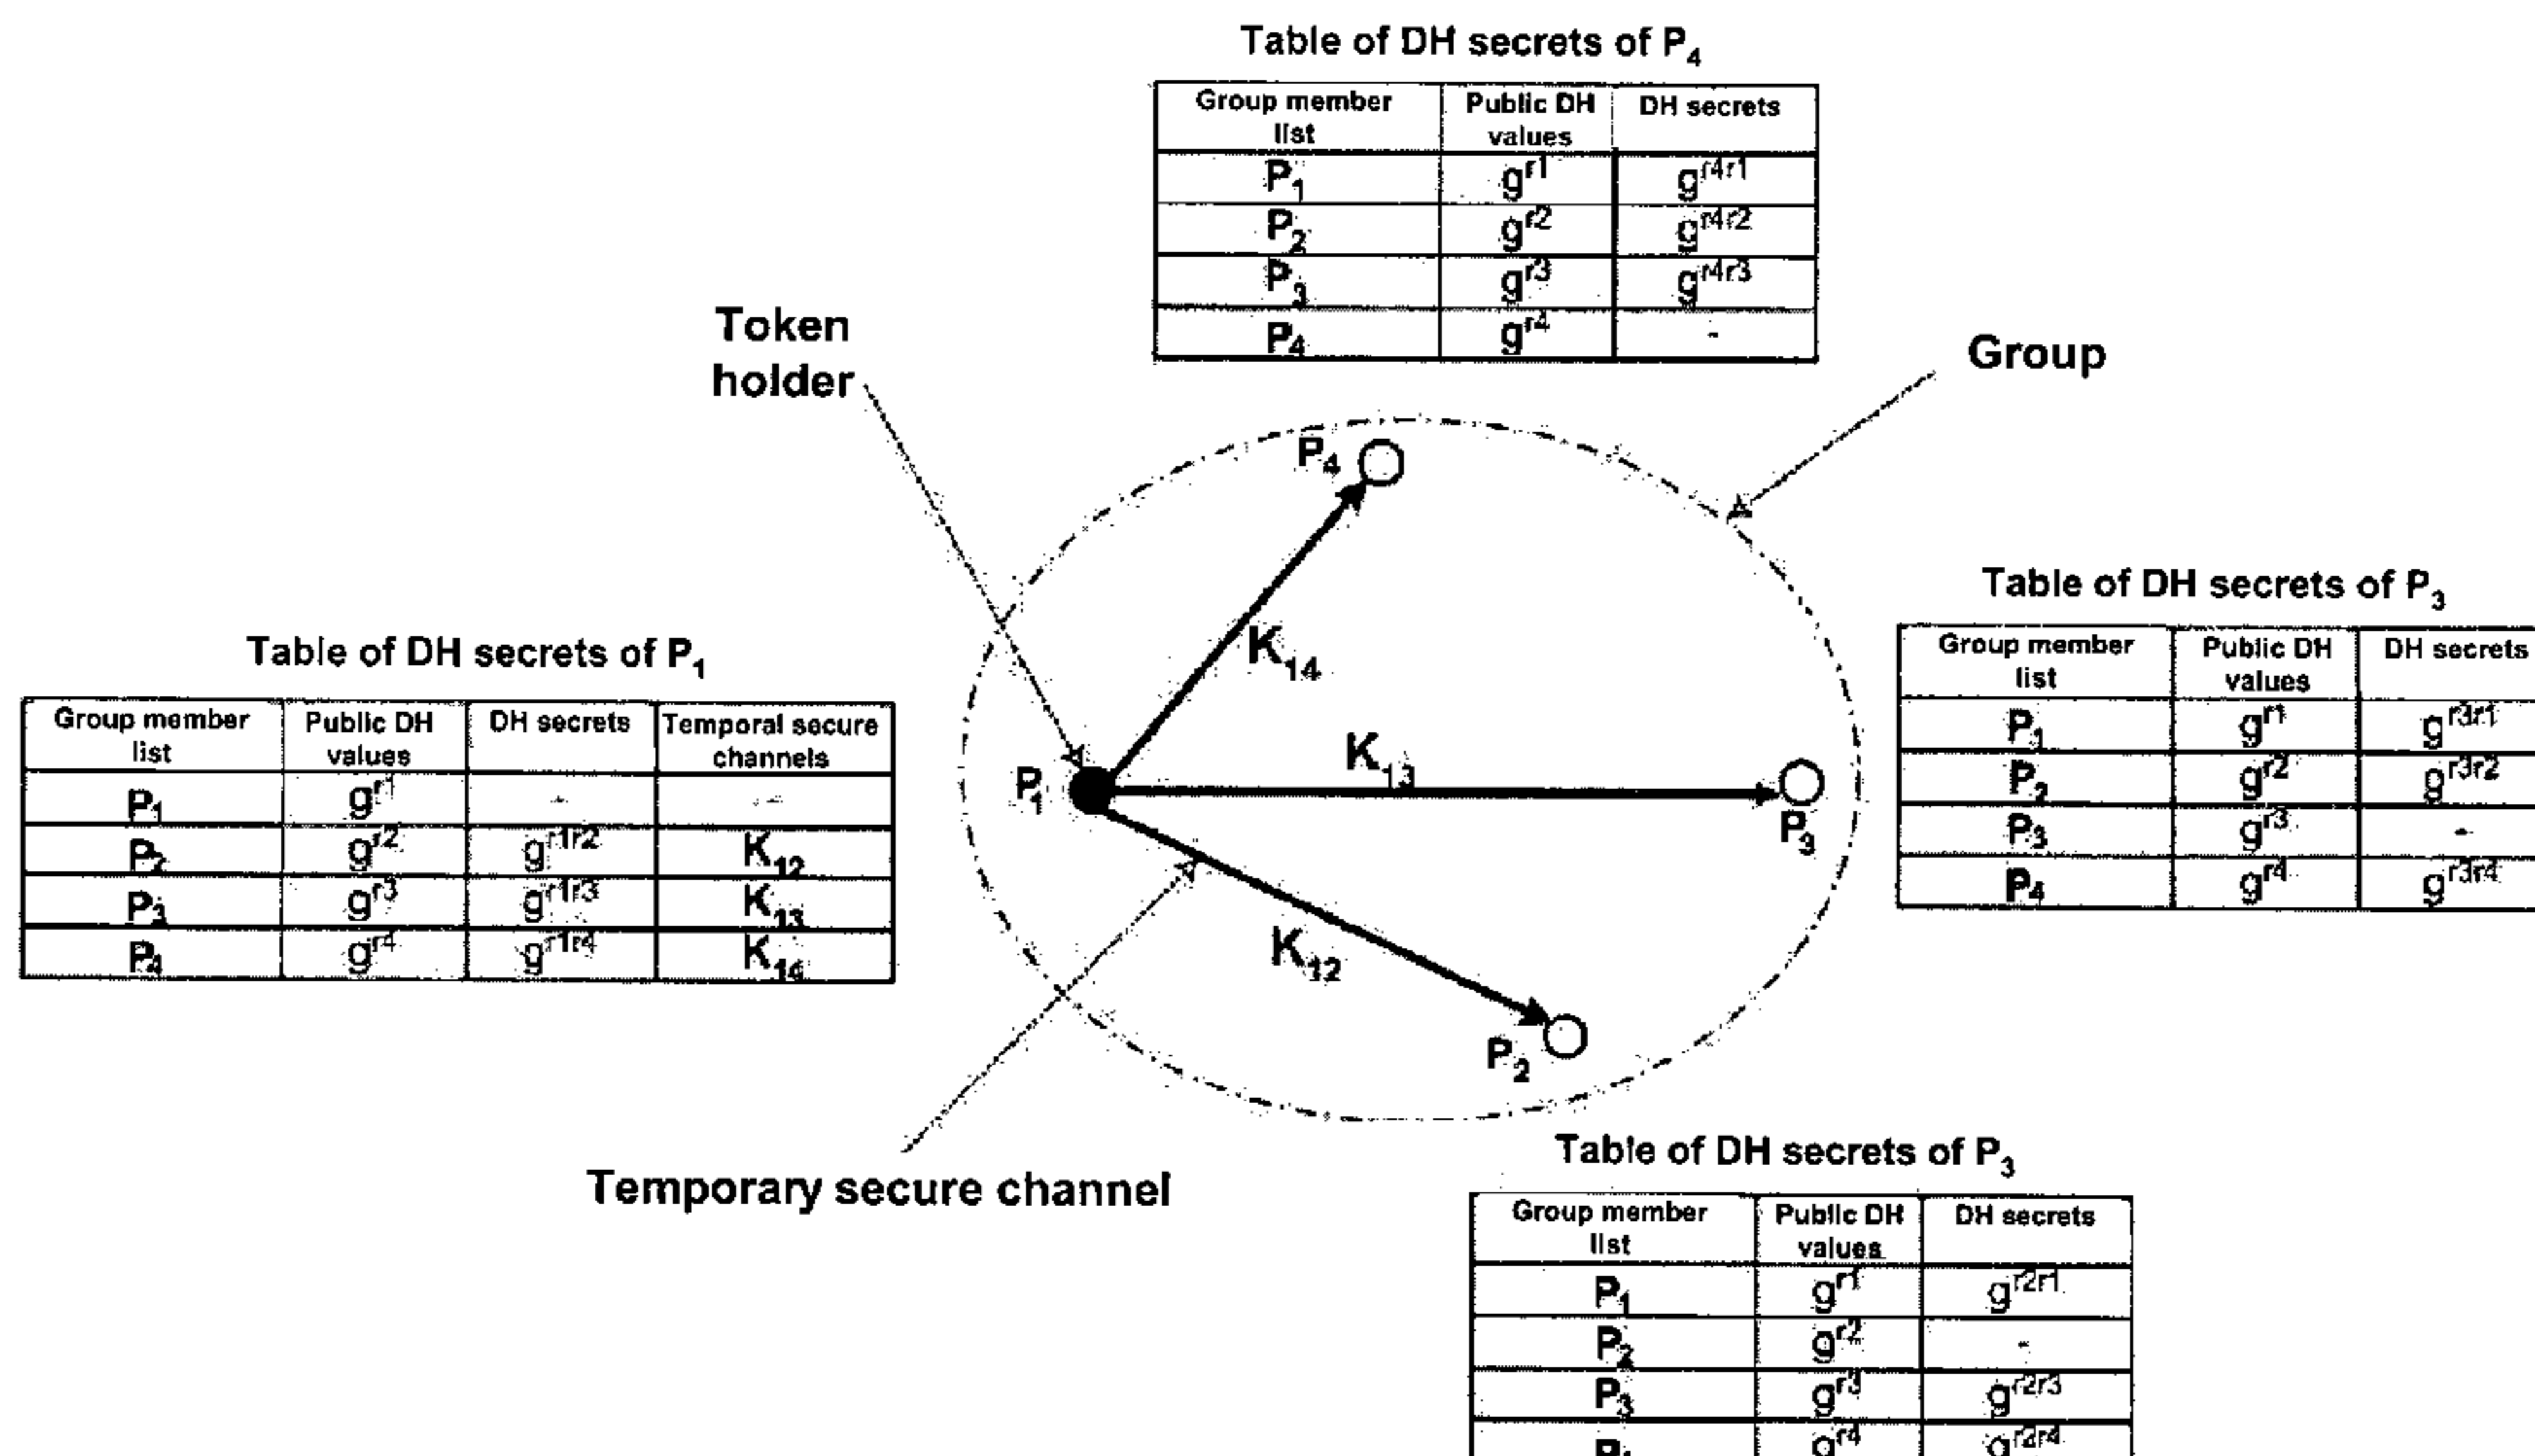 Table of DH secrets of P₄
Group member list | Public DH values | DH secrets
P₁ | g^r1 | g^r4r1
P₂ | g^r2 | g^r4r2
P₃ | g^r3 | g^r4r3
P₄ | g^r4 | -
Token
holder
Group
P₄
K₁₄
K₁₃
P₁
P₃
K₁₂
P₂
Table of DH secrets of P₁
Group member list | Public DH values | DH secrets | Temporal secure channels
P₁ | g^r1 | - | -
P₂ | g^r2 | g^r1r2 | K₁₂
P₃ | g^r3 | g^r1r3 | K₁₃
P₄ | g^r4 | g^r1r4 | K₁₄
Table of DH secrets of P₃
Group member list | Public DH values | DH secrets
P₁ | g^r1 | g^r3r1
P₂ | g^r2 | g^r3r2
P₃ | g^r3 | -
P₄ | g^r4 | g^r3r4
Temporary secure channel
Table of DH secrets of P₃
Group member list | Public DH values | DH secrets
P₁ | g^r1 | g^r2r1
P₂ | g^r2 | -
P₃ | g^r3 | g^r2r3
g^r4 | g^r2r4